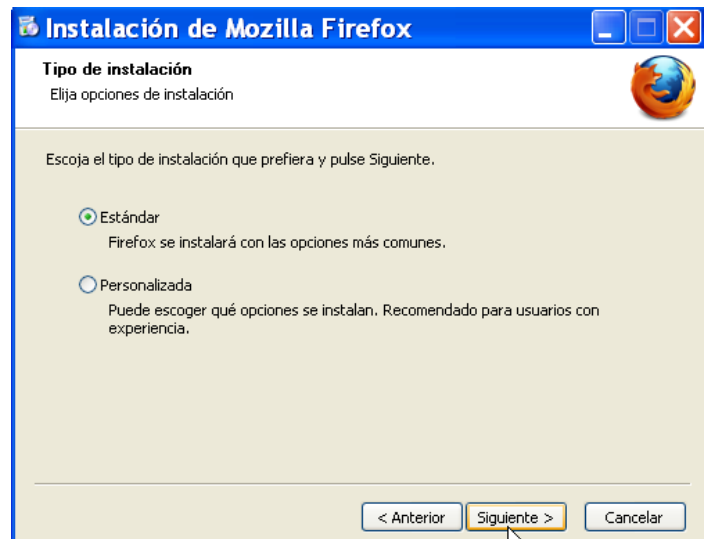 Instalación de Mozilla Firefox
Tipo de instalación
Elija opciones de instalación
Escoja el tipo de instalación que prefiera y pulse Siguiente.
Estándar
Firefox se instalará con las opciones más comunes.
Personalizada
Puede escoger qué opciones se instalan. Recomendado para usuarios con
experiencia.
< Anterior Siguiente > Cancelar